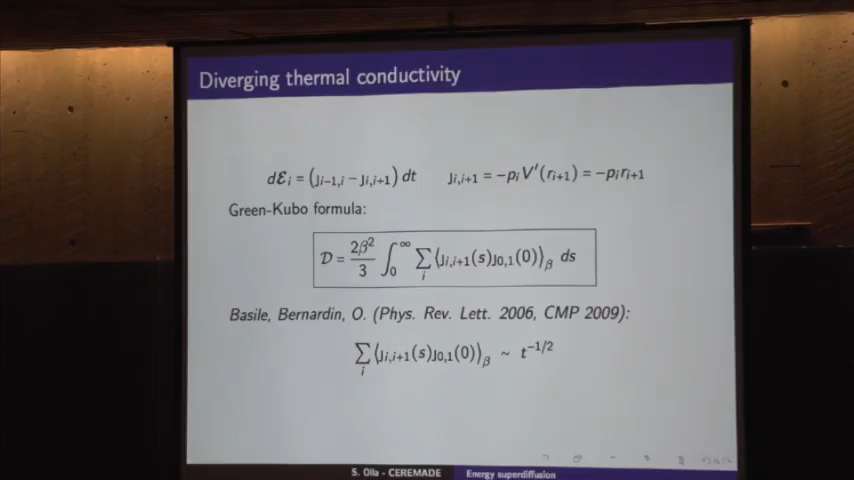 Diverging thermal conductivity
dℰᵢ = (ȷᵢ₋₁,ᵢ − ȷᵢ,ᵢ₊₁) dt    ȷᵢ,ᵢ₊₁ = −pᵢV′(rᵢ₊₁) = −pᵢrᵢ₊₁
Green-Kubo formula:
𝒟 = 2β²/3 ∫₀^∞ ∑ᵢ ⟨ȷᵢ,ᵢ₊₁(s)ȷ₀,₁(0)⟩_β ds
Basile, Bernardin, O. (Phys. Rev. Lett. 2006, CMP 2009):
∑ᵢ ⟨ȷᵢ,ᵢ₊₁(s)ȷ₀,₁(0)⟩_β ~ t^{−1/2}
S. Olla - CEREMADE    Energy superdiffusion